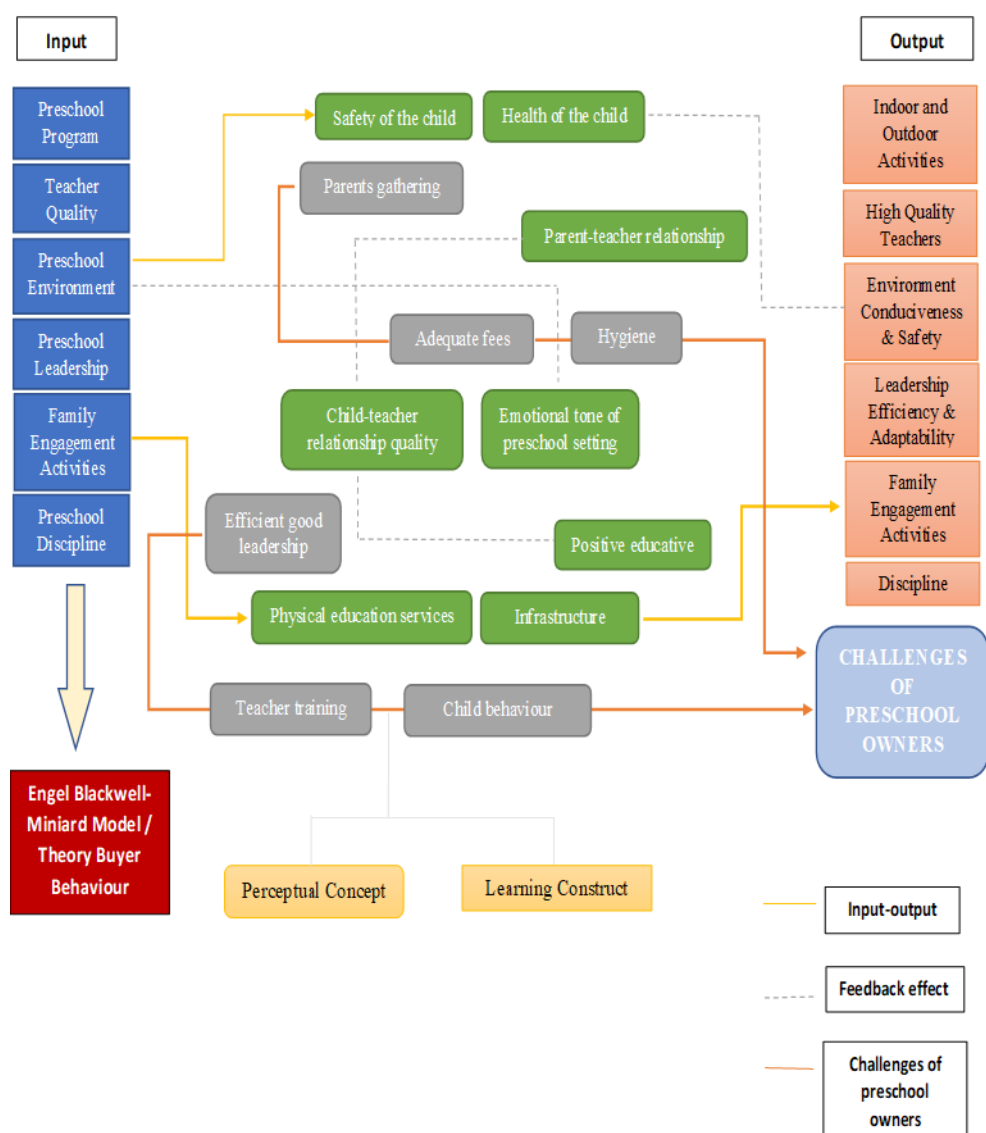 Input
Output
Preschool
Program
Teacher
Quality
Preschool
Environment
Preschool
Leadership
Family
Engagement
Activities
Preschool
Discipline
Engel Blackwell-
Miniard Model /
Theory Buyer
Behaviour
Safety of the child
Health of the child
Parents gathering
Parent-teacher relationship
Adequate fees
Hygiene
Child-teacher
relationship quality
Emotional tone of
preschool setting
Efficient good
leadership
Positive educative
Physical education services
Infrastructure
Teacher training
Child behaviour
Perceptual Concept
Learning Construct
Indoor and
Outdoor
Activities
High Quality
Teachers
Environment
Conduciveness
& Safety
Leadership
Efficiency &
Adaptability
Family
Engagement
Activities
Discipline
CHALLENGES
OF
PRESCHOOL
OWNERS
Input-output
Feedback effect
Challenges of
preschool
owners